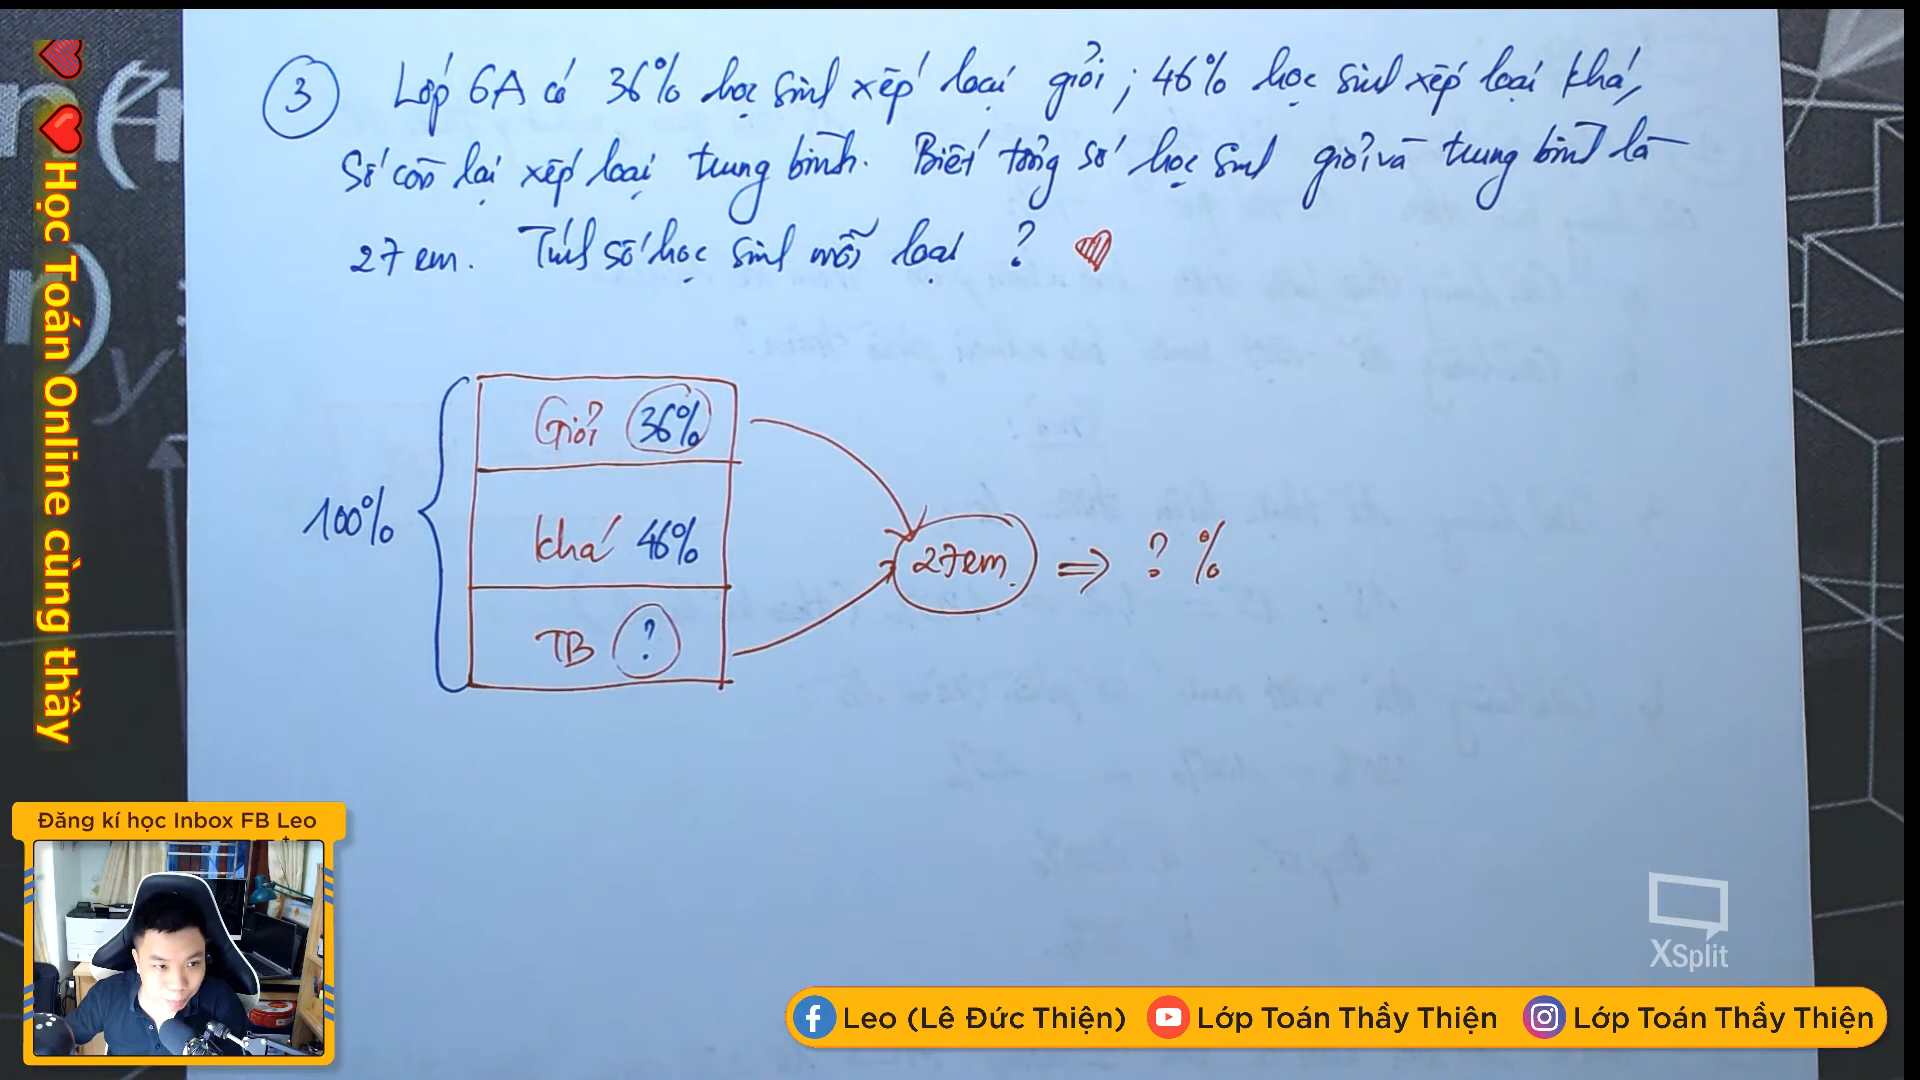 ③ Lớp 6A có 36% học sinh xếp loại giỏi; 46% học sinh xếp loại khá,
Số còn lại xếp loại trung bình. Biết tổng số học sinh giỏi và trung bình là
27 em. Tính số học sinh mỗi loại ?
100%
Giỏi 36%
khá 46%
TB ?
27em. ⇒ ? %
Học Toán Online cùng thầy
Đăng kí học Inbox FB Leo
XSplit
Leo (Lê Đức Thiện) Lớp Toán Thầy Thiện Lớp Toán Thầy Thiện